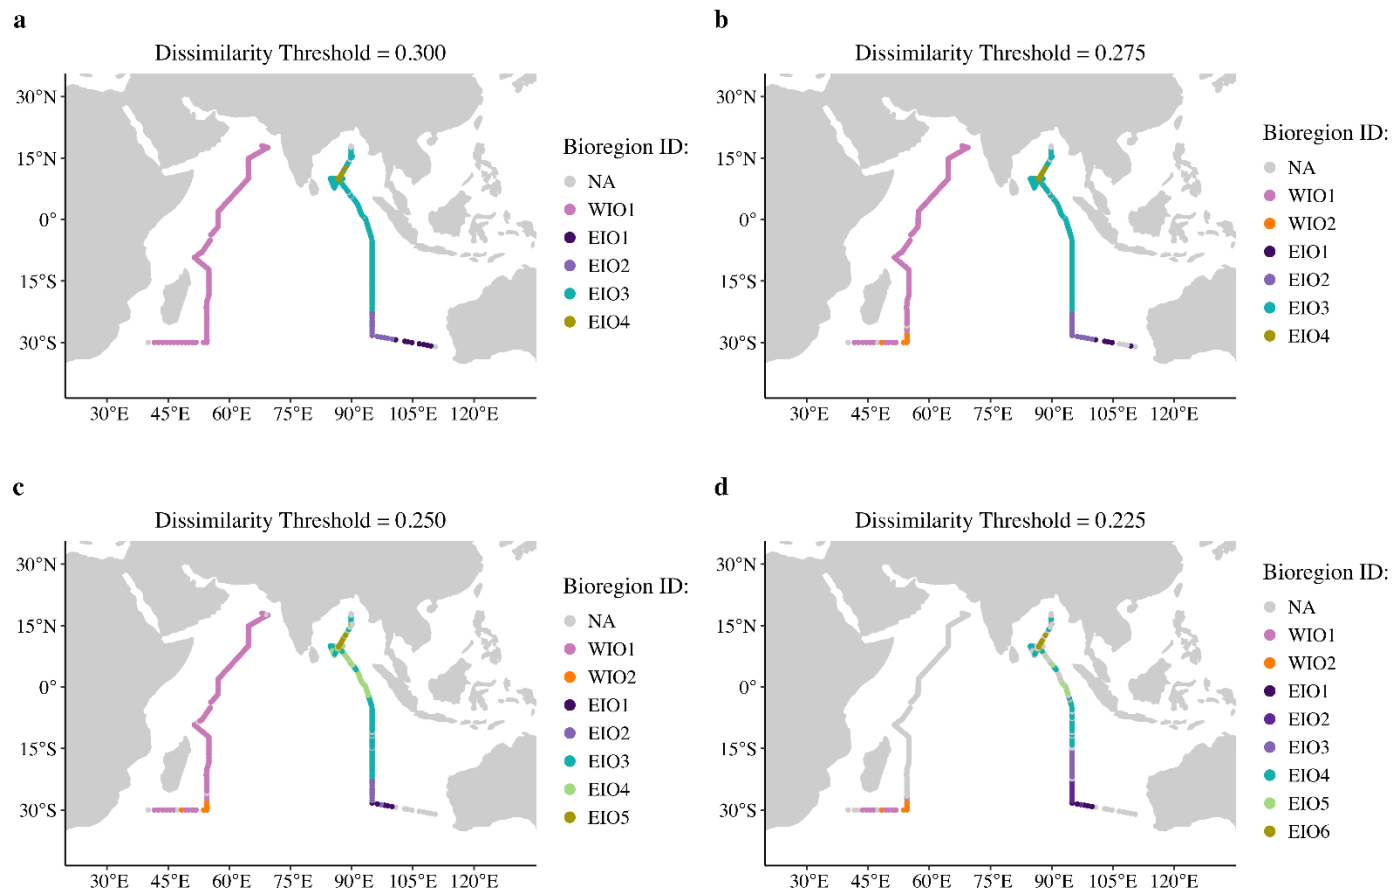 a
Dissimilarity Threshold = 0.300
30°N
15°N
0°
15°S
30°S
30°E 45°E 60°E 75°E 90°E 105°E 120°E
Bioregion ID:
NA
WIO1
EIO1
EIO2
EIO3
EIO4
b
Dissimilarity Threshold = 0.275
30°N
15°N
0°
15°S
30°S
30°E 45°E 60°E 75°E 90°E 105°E 120°E
Bioregion ID:
NA
WIO1
WIO2
EIO1
EIO2
EIO3
EIO4
c
Dissimilarity Threshold = 0.250
30°N
15°N
0°
15°S
30°S
30°E 45°E 60°E 75°E 90°E 105°E 120°E
Bioregion ID:
NA
WIO1
WIO2
EIO1
EIO2
EIO3
EIO4
EIO5
d
Dissimilarity Threshold = 0.225
30°N
15°N
0°
15°S
30°S
30°E 45°E 60°E 75°E 90°E 105°E 120°E
Bioregion ID:
NA
WIO1
WIO2
EIO1
EIO2
EIO3
EIO4
EIO5
EIO6